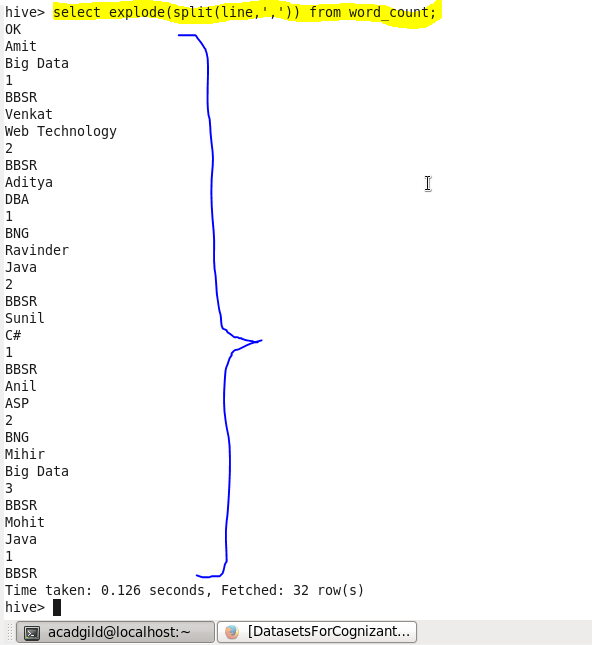 hive> select explode(split(line,',')) from word_count;
OK
Amit
Big Data
1
BBSR
Venkat
Web Technology
2
BBSR
Aditya
DBA
1
BNG
Ravinder
Java
2
BBSR
Sunil
C#
1
BBSR
Anil
ASP
2
BNG
Mihir
Big Data
3
BBSR
Mohit
Java
1
BBSR
Time taken: 0.126 seconds, Fetched: 32 row(s)
hive>
acadgild@localhost:~
[DatasetsForCognizant...